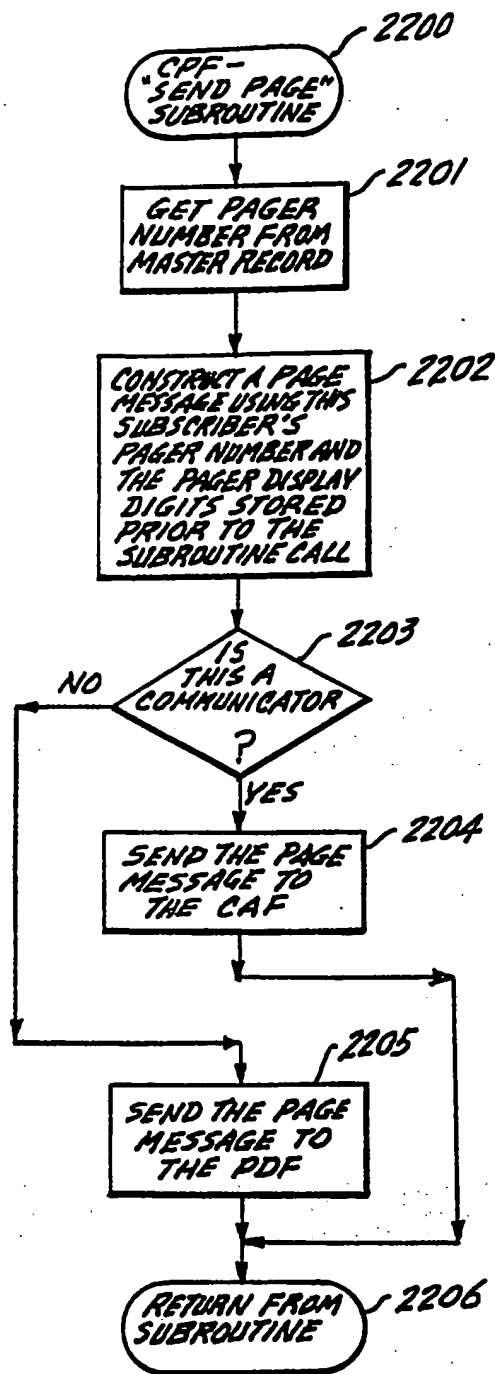 2200
"CPF-
"SEND PAGE"
SUBROUTINE
2201
GET PAGER
NUMBER FROM
MASTER RECORD
2202
CONSTRUCT A PAGE
MESSAGE USING THIS
SUBSCRIBER'S
PAGER NUMBER AND
THE PAGER DISPLAY
DIGITS STORED
PRIOR TO THE
SUBROUTINE CALL
2203
IS
THIS A
COMMUNICATOR
?
NO
YES
2204
SEND THE PAGE
MESSAGE TO
THE CAF
2205
SEND THE PAGE
MESSAGE TO
THE PDF
2206
RETURN FROM
SUBROUTINE